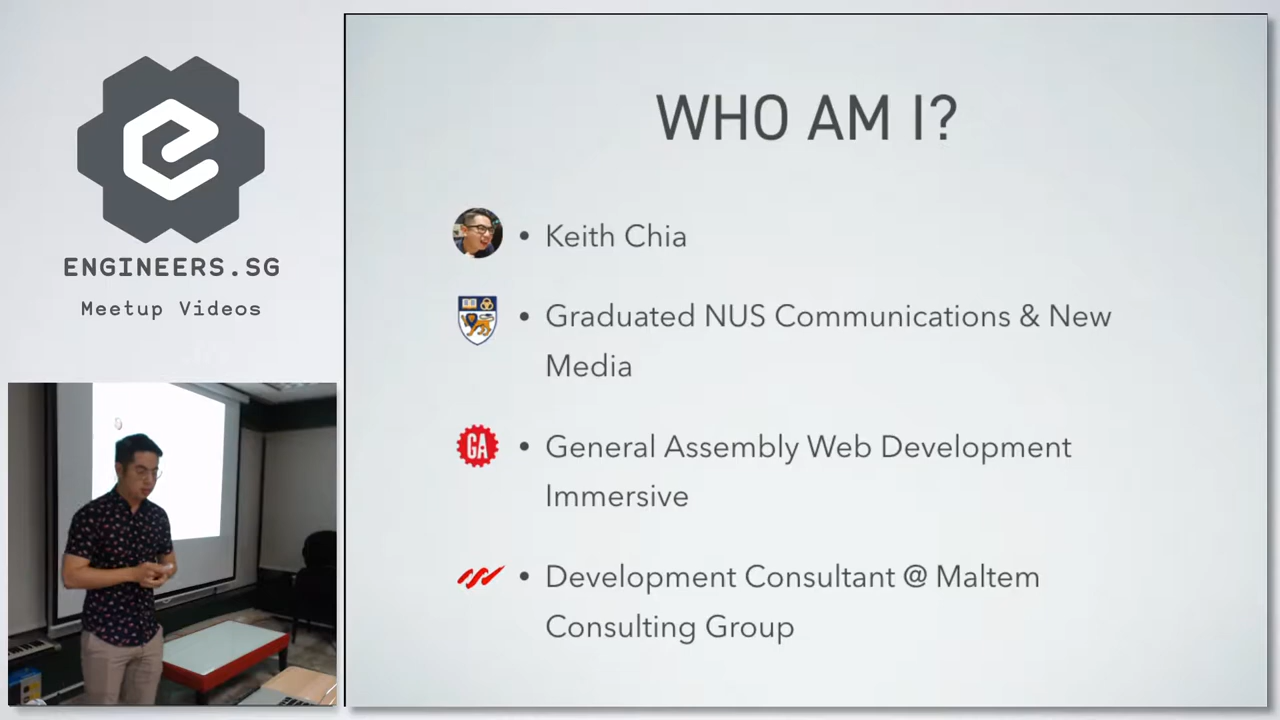 ENGINEERS.SG
Meetup Videos
WHO AM I?
• Keith Chia
• Graduated NUS Communications & New
Media
GA
• General Assembly Web Development
Immersive
• Development Consultant @ Maltem
Consulting Group